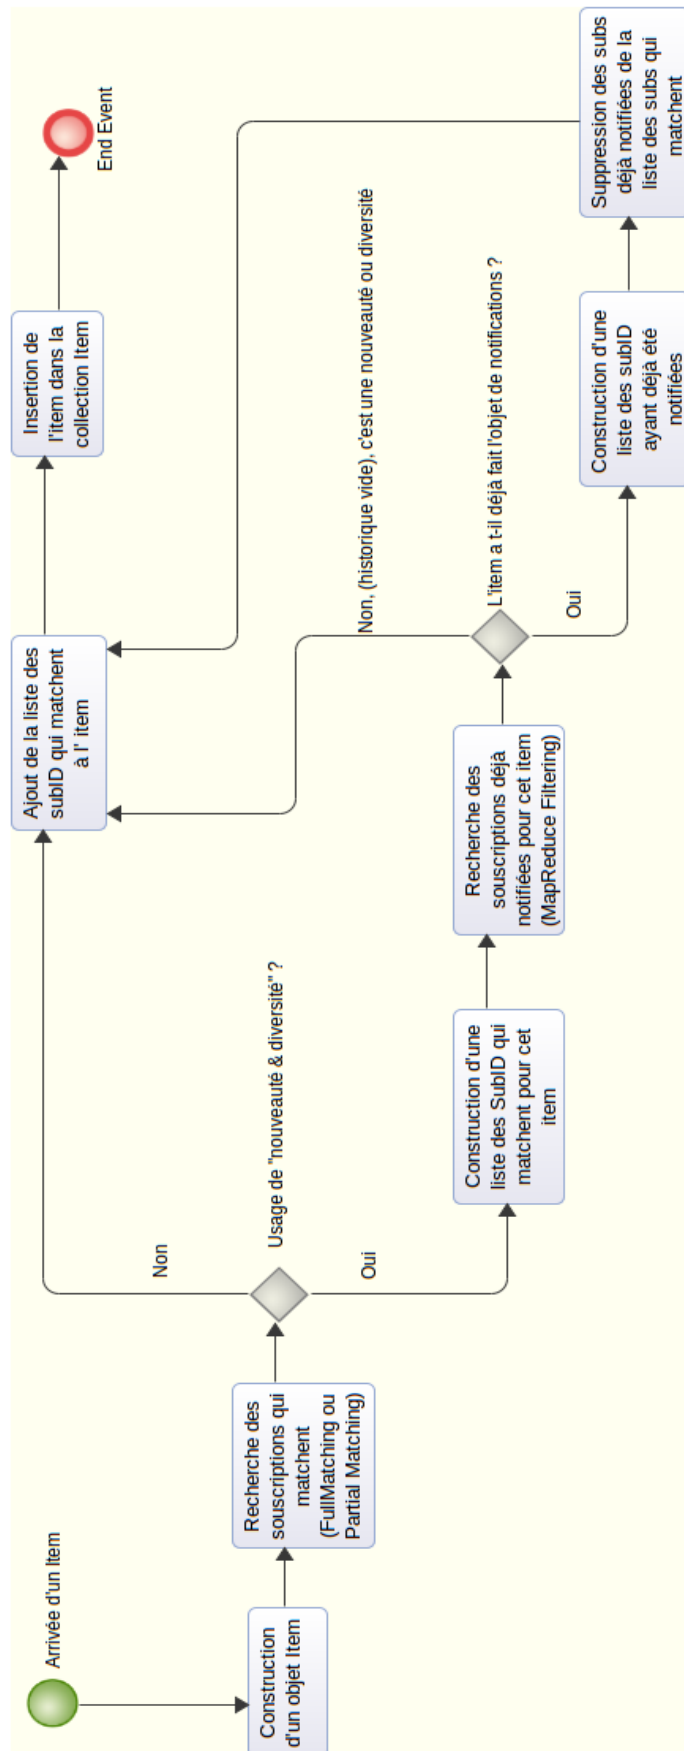 Arrivée d'un Item
Construction
d'un objet Item
Recherche des
souscriptions qui
matchent
(FullMatching ou
Partial Matching)
Usage de "nouveauté & diversité" ?
Non
Oui
Construction d'une
liste des SubID qui
matchent pour cet
item
Recherche des
souscriptions déjà
notifiées pour cet item
(MapReduce Filtering)
L'item a t-il déjà fait l'objet de notifications ?
Non, (historique vide), c'est une nouveauté ou diversité
Oui
Construction d'une
liste des subID
ayant déjà été
notifiées
Suppression des subs
déjà notifiées de la
liste des subs qui
matchent
Ajout de la liste des
subID qui matchent
à l' item
Insertion de
l'item dans la
collection Item
End Event